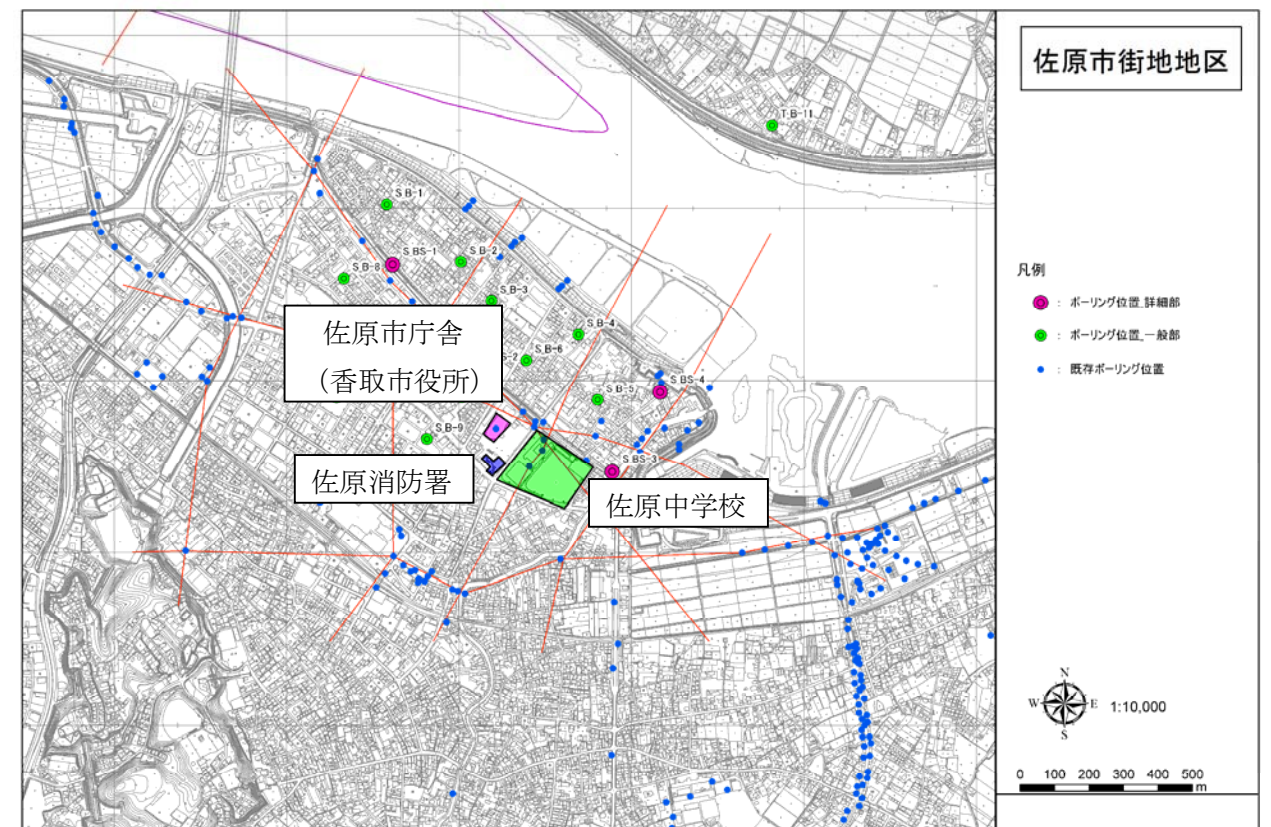 佐原市街地地区
T B-11
S B-1
S BS-1
S B-2
S B-8
S B-3
S B-4
佐原市庁舎
（香取市役所）
-2
S B-6
S B-5
S BS-4
S B-9
S BS-3
佐原消防署
佐原中学校
凡例
： ボーリング位置_詳細部
： ボーリング位置_一般部
： 既存ボーリング位置
N
W
E
S
1:10,000
0 100 200 300 400 500
m